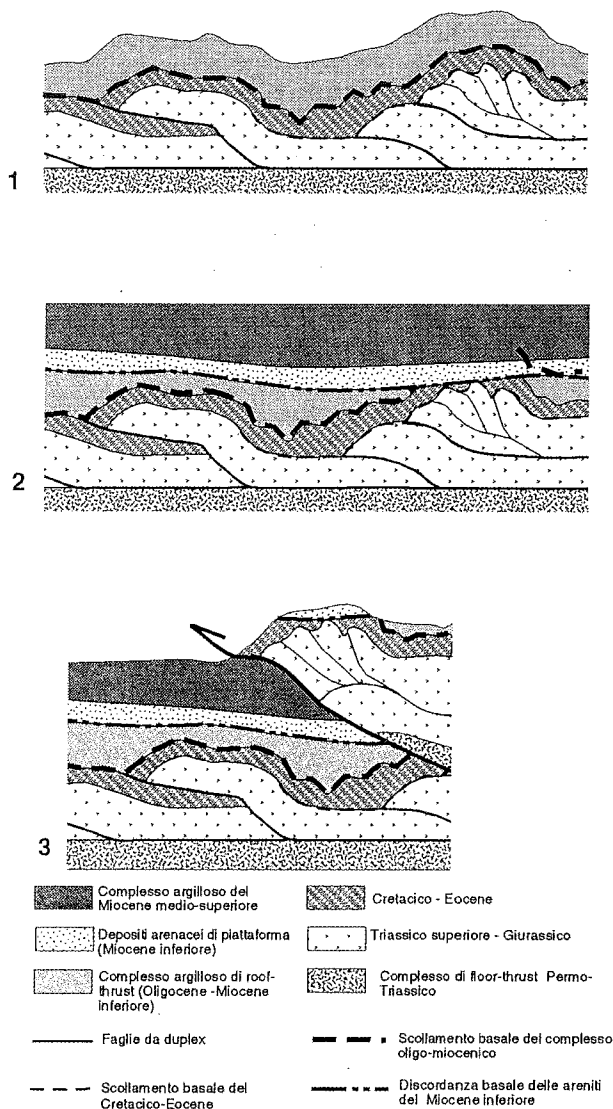 1
2
3
Complesso argilloso del
Miocene medio-superiore
Cretacico - Eocene
Depositi arenacei di piattaforma
(Miocene inferiore)
Triassico superiore - Giurassico
Complesso argilloso di roof-
thrust (Oligocene -Miocene
inferiore)
Complesso di floor-thrust Permo-
Triassico
Faglie da duplex
Scollamento basale del complesso
oligo-miocenico
Scollamento basale del
Cretacico-Eocene
Discordanza basale delle areniti
del Miocene inferiore